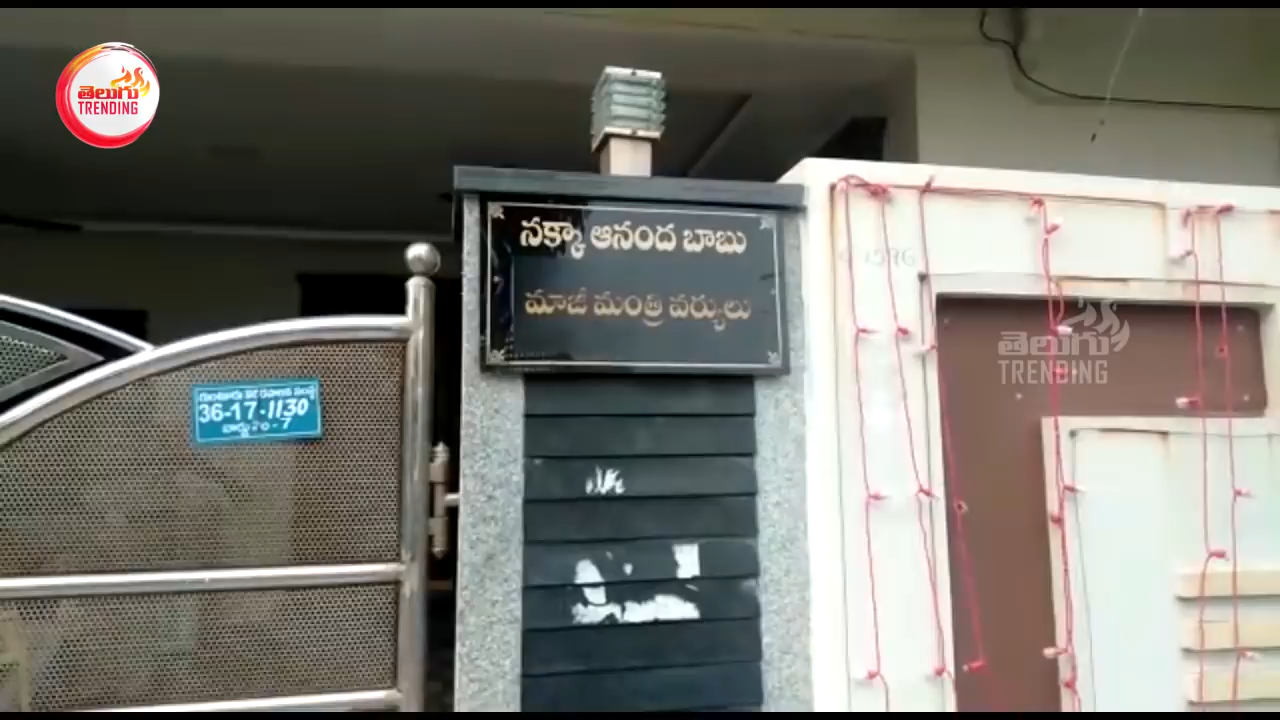 తెలుగు
TRENDING
నక్కా ఆనంద బాబు
మాజీ మంత్రి వర్యులు
36-17-1130
తెలుగు
TRENDING